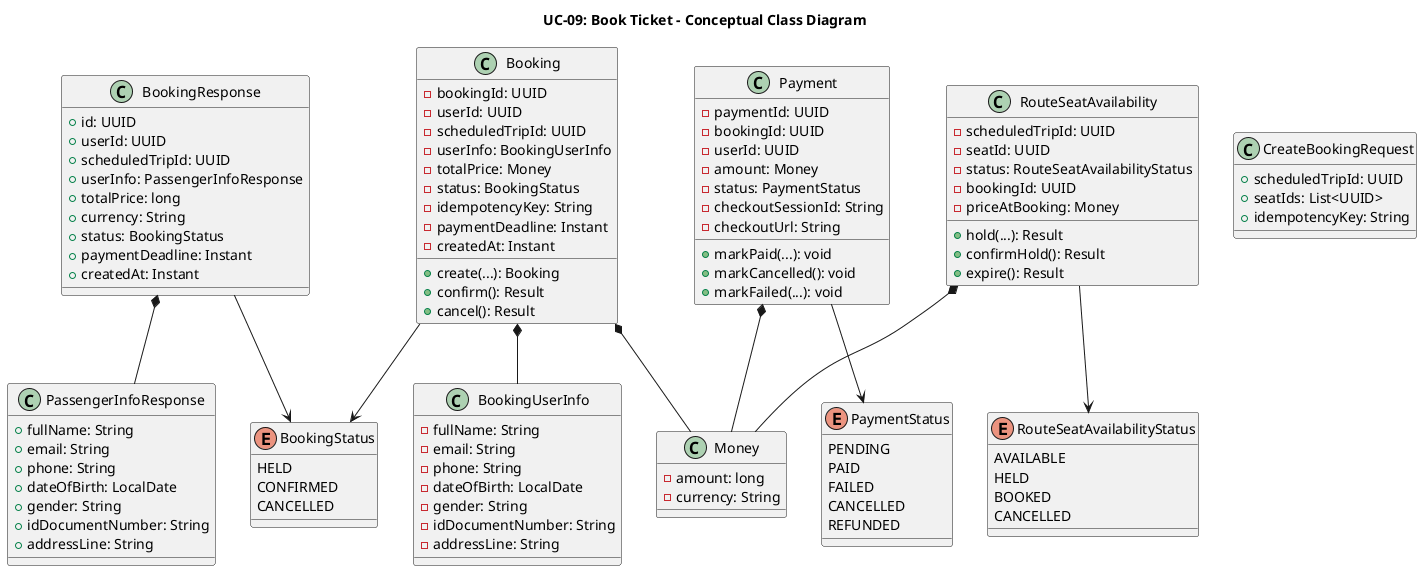 UC-09: Book Ticket - Conceptual Class Diagram
C BookingResponse
id: UUID
userId: UUID
scheduledTripId: UUID
userInfo: PassengerInfoResponse
totalPrice: long
currency: String
status: BookingStatus
paymentDeadline: Instant
createdAt: Instant
C Booking
bookingId: UUID
userId: UUID
scheduledTripId: UUID
userInfo: BookingUserInfo
totalPrice: Money
status: BookingStatus
idempotencyKey: String
paymentDeadline: Instant
createdAt: Instant
create(...): Booking
confirm(): Result
cancel(): Result
C Payment
paymentId: UUID
bookingId: UUID
userId: UUID
amount: Money
status: PaymentStatus
checkoutSessionId: String
checkoutUrl: String
markPaid(...): void
markCancelled(): void
markFailed(...): void
C RouteSeatAvailability
scheduledTripId: UUID
seatId: UUID
status: RouteSeatAvailabilityStatus
bookingId: UUID
priceAtBooking: Money
hold(...): Result
confirmHold(): Result
expire(): Result
C CreateBookingRequest
scheduledTripId: UUID
seatIds: List<UUID>
idempotencyKey: String
C PassengerInfoResponse
fullName: String
email: String
phone: String
dateOfBirth: LocalDate
gender: String
idDocumentNumber: String
addressLine: String
E BookingStatus
HELD
CONFIRMED
CANCELLED
C BookingUserInfo
fullName: String
email: String
phone: String
dateOfBirth: LocalDate
gender: String
idDocumentNumber: String
addressLine: String
C Money
amount: long
currency: String
E PaymentStatus
PENDING
PAID
FAILED
CANCELLED
REFUNDED
E RouteSeatAvailabilityStatus
AVAILABLE
HELD
BOOKED
CANCELLED